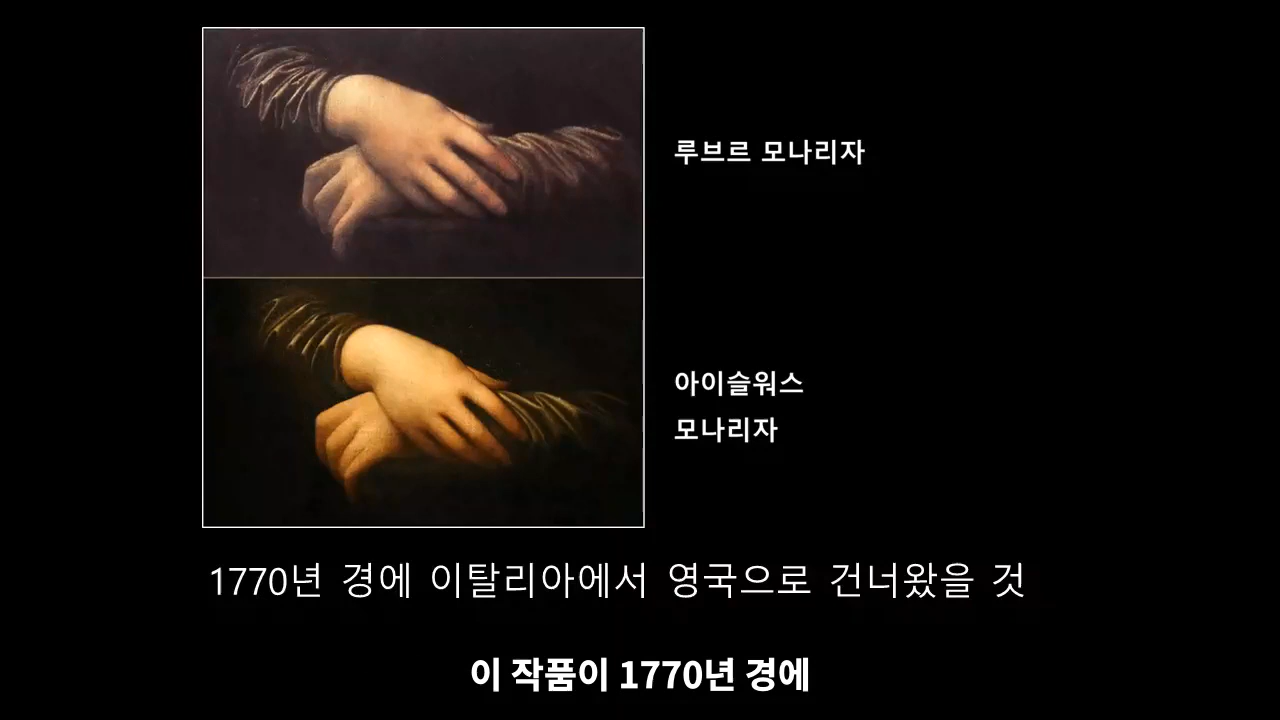 루브르 모나리자
아이슬워스
모나리자
1770년 경에 이탈리아에서 영국으로 건너왔을 것
이 작품이 1770년 경에